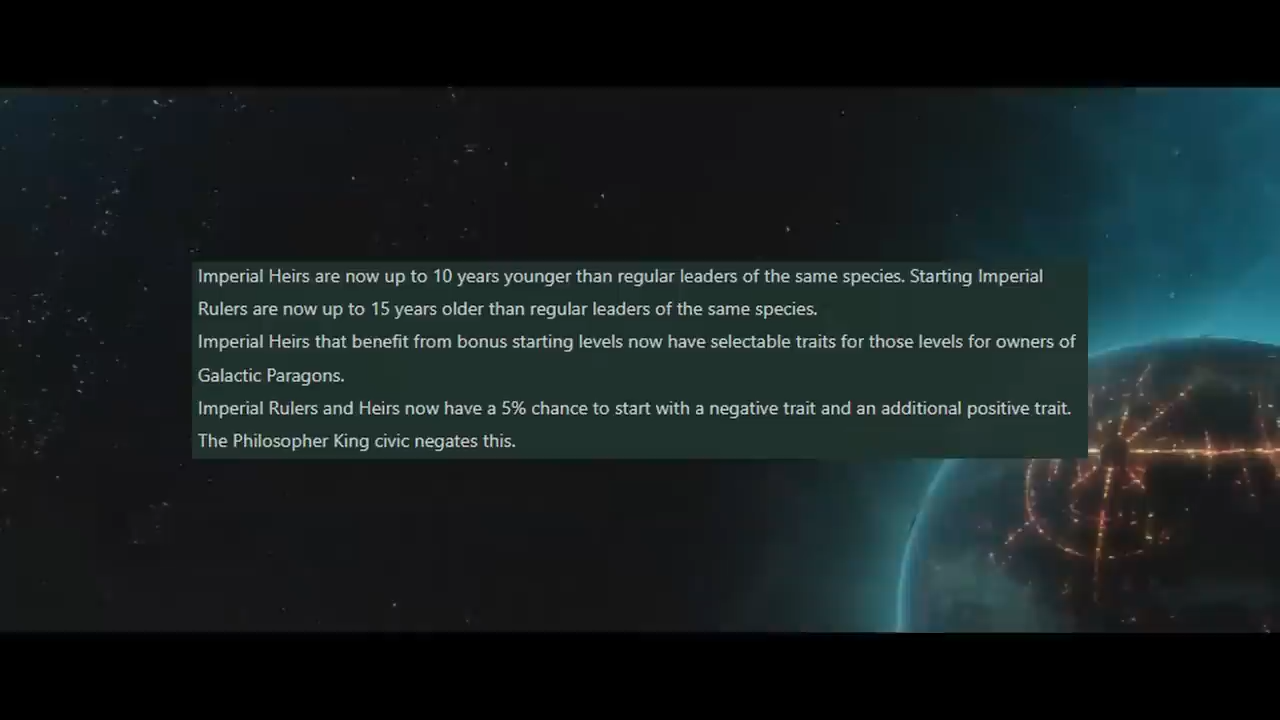 Imperial Heirs are now up to 10 years younger than regular leaders of the same species. Starting Imperial
Rulers are now up to 15 years older than regular leaders of the same species.
Imperial Heirs that benefit from bonus starting levels now have selectable traits for those levels for owners of
Galactic Paragons.
Imperial Rulers and Heirs now have a 5% chance to start with a negative trait and an additional positive trait.
The Philosopher King civic negates this.